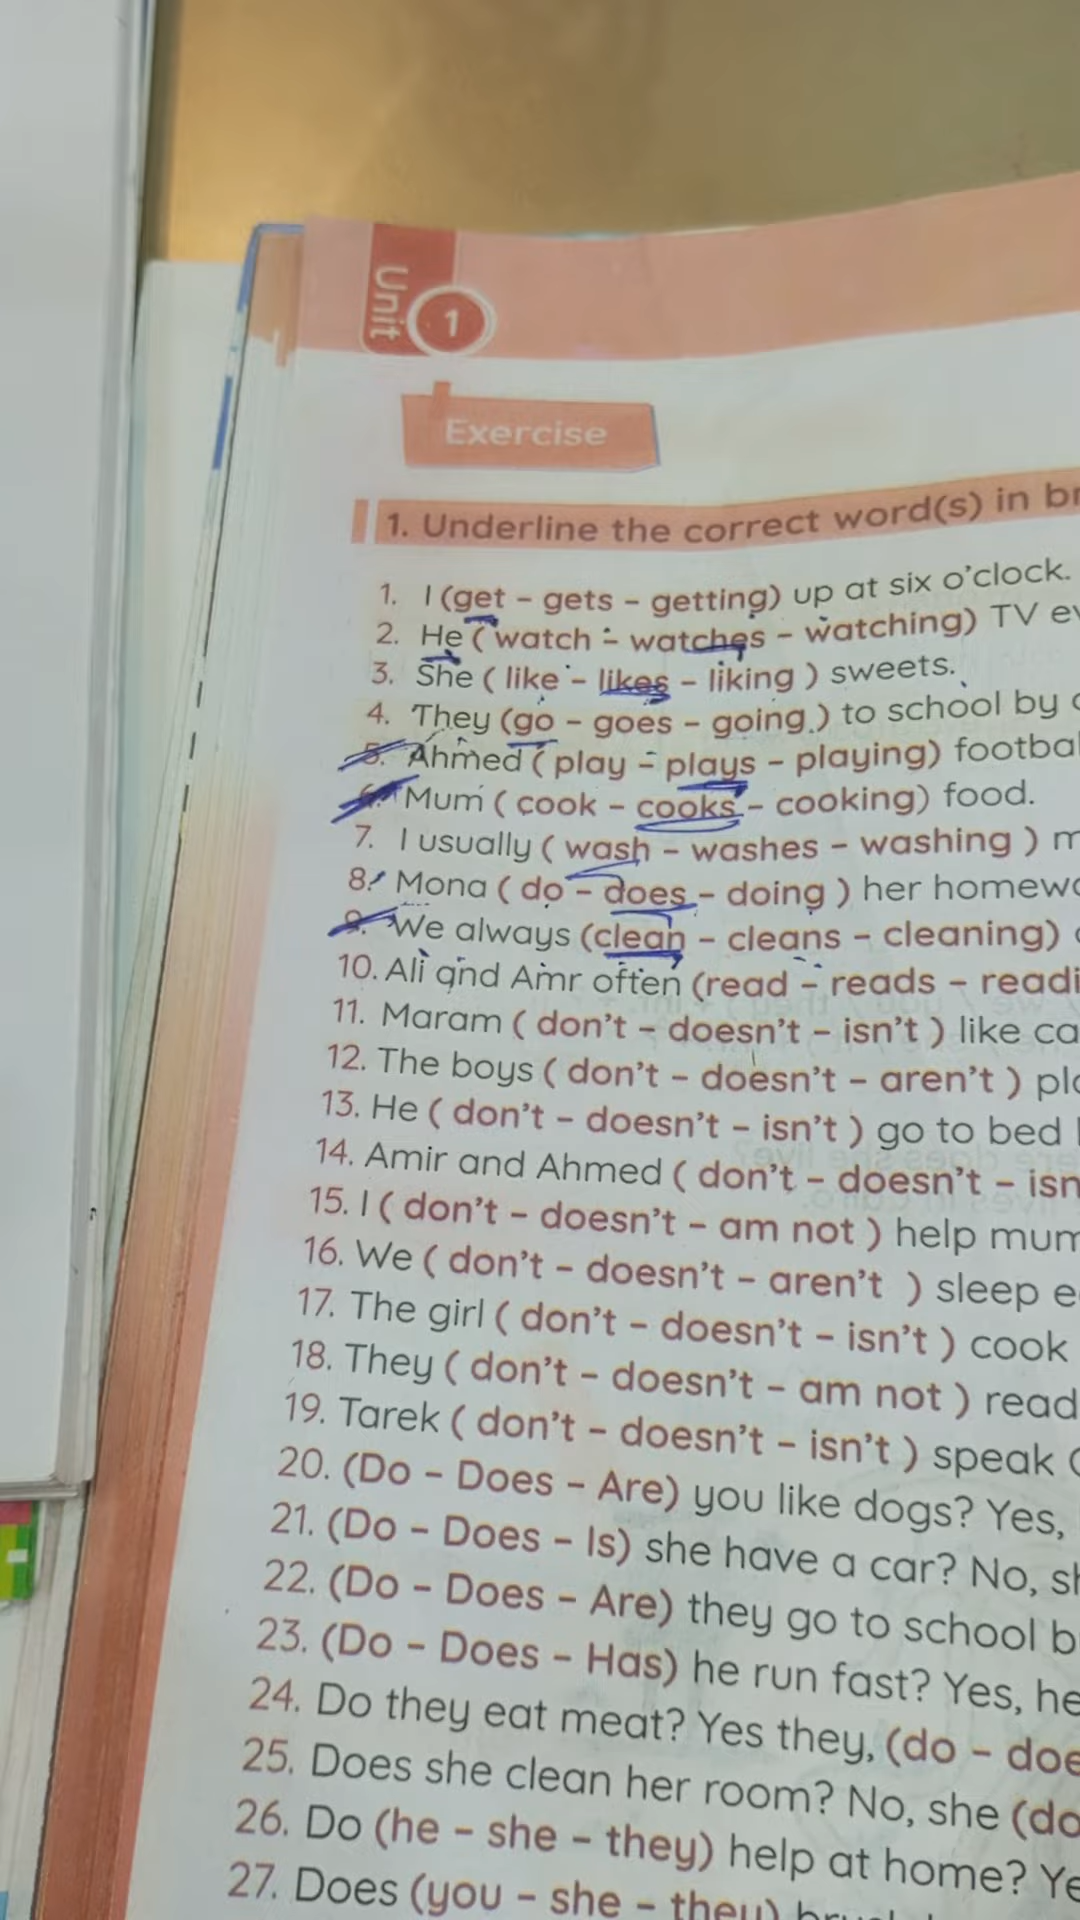 Unit 1
Exercise
1. Underline the correct word(s) in
1. I (get – gets – getting) up at six o'clock.
2. He ( watch – watches – watching) TV
3. She ( like – likes – liking ) sweets.
4. They (go – goes – going ) to school by
5. Ahmed ( play – plays – playing)
6. Mum ( cook – cooks – cooking) food.
7. I usually ( wash – washes – washing )
8. Mona ( do – does – doing ) her
9. We always (clean – cleans – cleaning)
10. Ali and Amr often (read – reads –
11. Maram ( don't – doesn't – isn't ) like
12. The boys ( don't – doesn't – aren't )
13. He ( don't – doesn't – isn't ) go to bed
14. Amir and Ahmed ( don't – doesn't –
15. I ( don't – doesn't – am not ) help mum
16. We ( don't – doesn't – aren't ) sleep
17. The girl ( don't – doesn't – isn't ) cook
18. They ( don't – doesn't – am not ) read
19. Tarek ( don't – doesn't – isn't ) speak
20. (Do – Does – Are) you like dogs? Yes,
21. (Do – Does – Is) she have a car? No,
22. (Do – Does – Are) they go to school
23. (Do – Does – Has) he run fast? Yes, he
24. Do they eat meat? Yes they, (do –
25. Does she clean her room? No, she
26. Do (he – she – they) help at home?
27. Does (you – she – they)